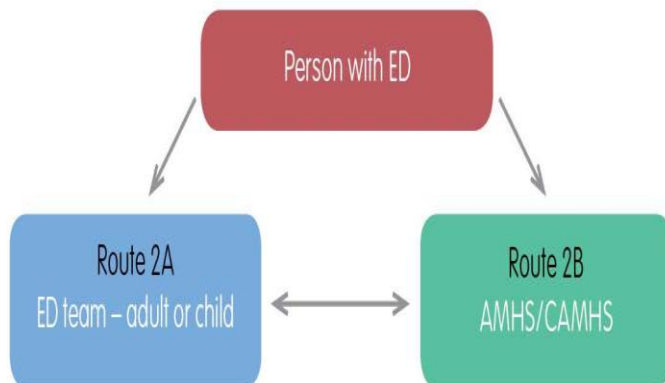 Person with ED
Route 2A
ED team – adult or child
Route 2B
AMHS/CAMHS